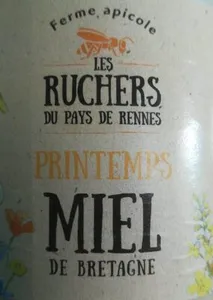 Ferme apicole
LES
RUCHERS
DU PAYS DE RENNES
PRINTEMPS
MIEL
DE BRETAGNE